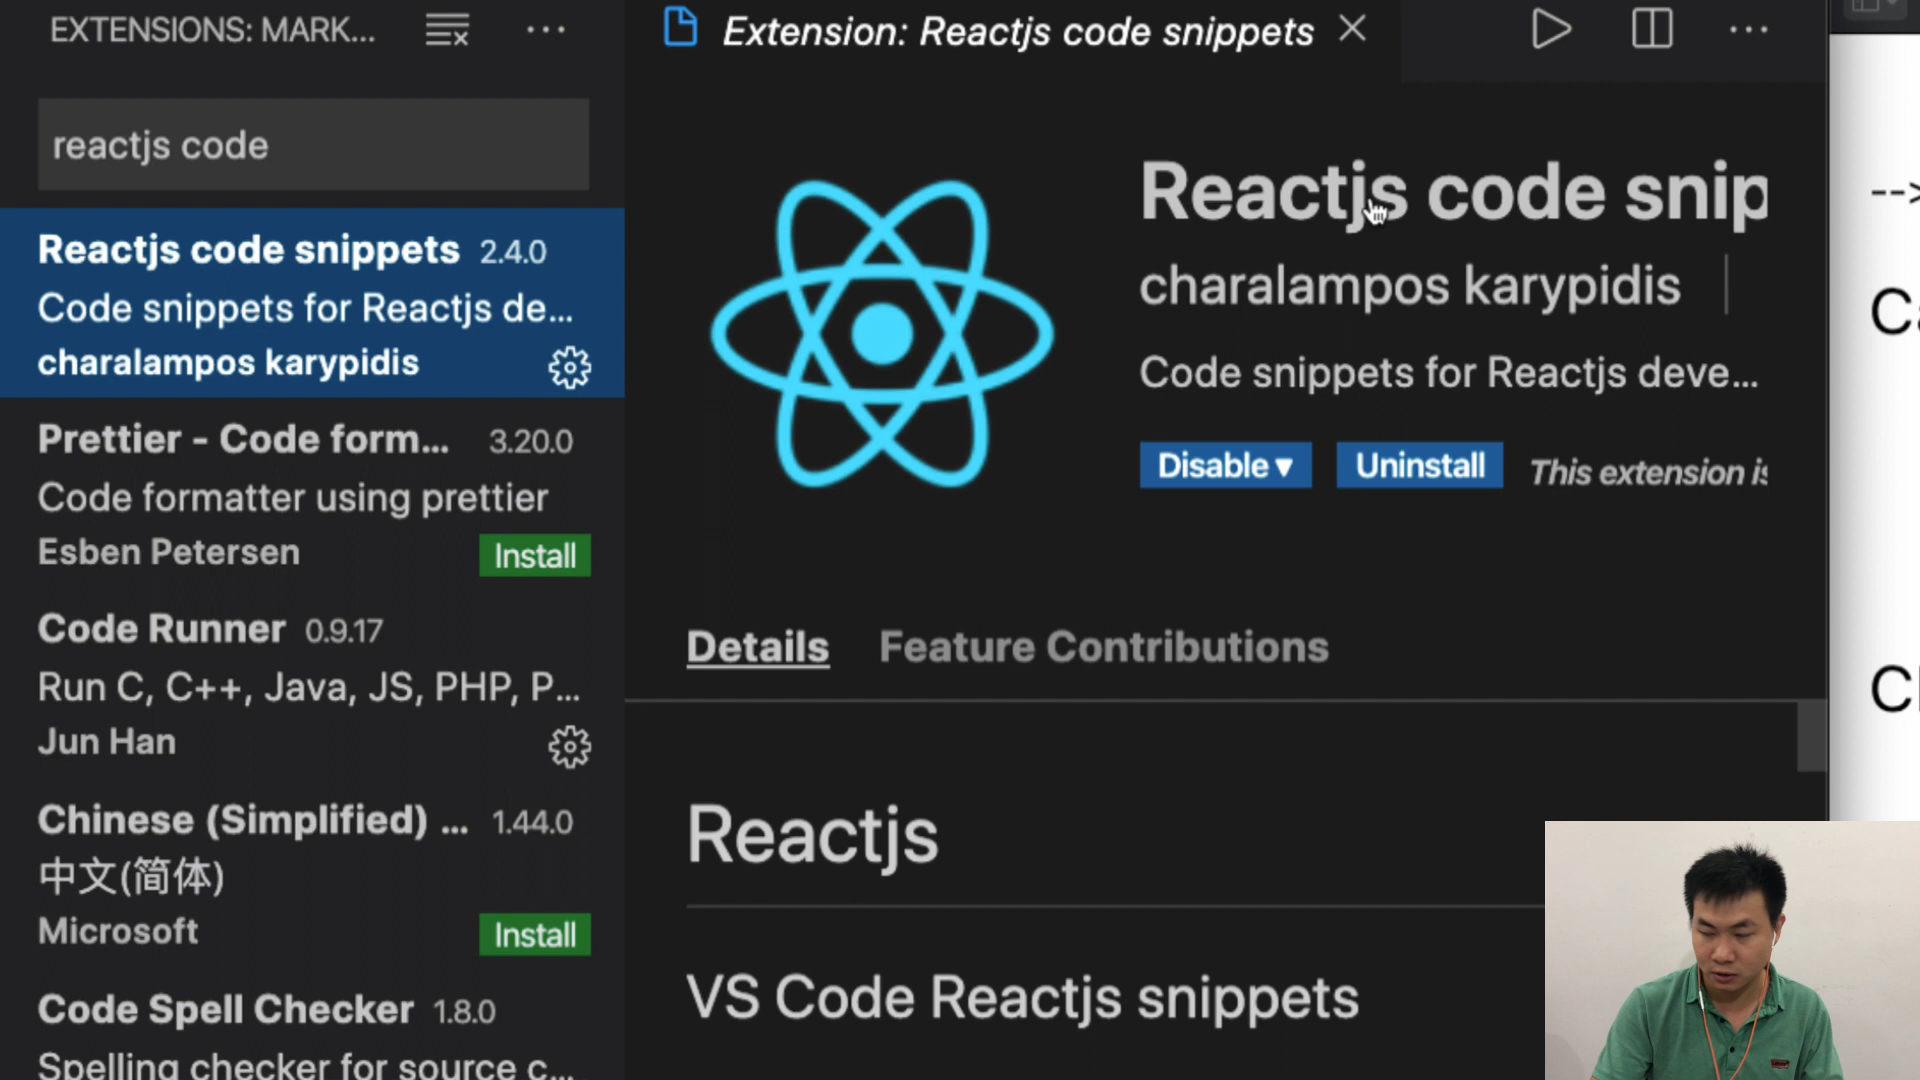 EXTENSIONS: MARK...
reactjs code
Reactjs code snippets 2.4.0
Code snippets for Reactjs de...
charalampos karypidis
Prettier - Code form... 3.20.0
Code formatter using prettier
Esben Petersen Install
Code Runner 0.9.17
Run C, C++, Java, JS, PHP, P...
Jun Han
Chinese (Simplified) ... 1.44.0
中文(简体)
Microsoft Install
Code Spell Checker 1.8.0
Spelling checker for source c...
Extension: Reactjs code snippets
Reactjs code snip
charalampos karypidis
Code snippets for Reactjs deve...
Disable Uninstall This extension is
Details Feature Contributions
Reactjs
VS Code Reactjs snippets
-->